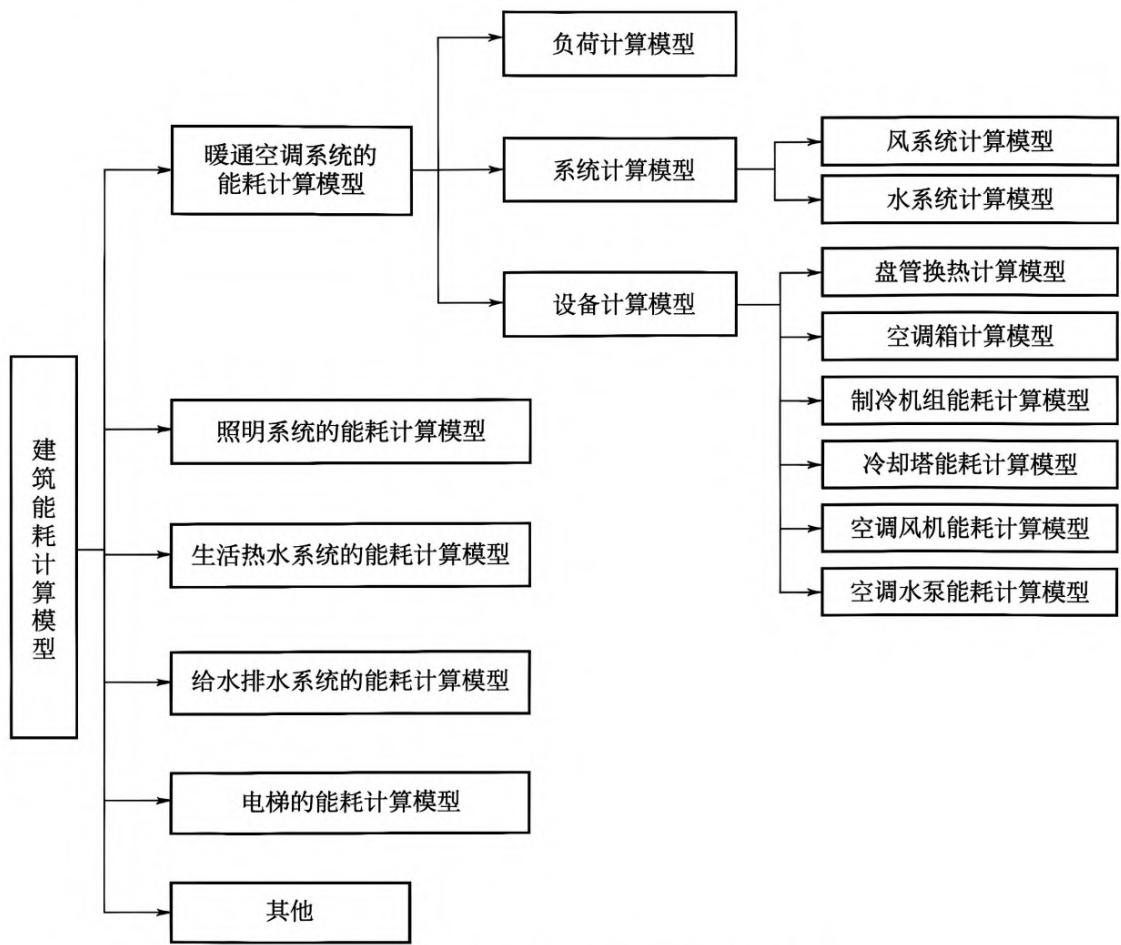 建筑能耗计算模型
暖通空调系统的
能耗计算模型
负荷计算模型
系统计算模型
风系统计算模型
水系统计算模型
设备计算模型
盘管换热计算模型
空调箱计算模型
制冷机组能耗计算模型
冷却塔能耗计算模型
空调风机能耗计算模型
空调水泵能耗计算模型
照明系统的能耗计算模型
生活热水系统的能耗计算模型
给水排水系统的能耗计算模型
电梯的能耗计算模型
其他